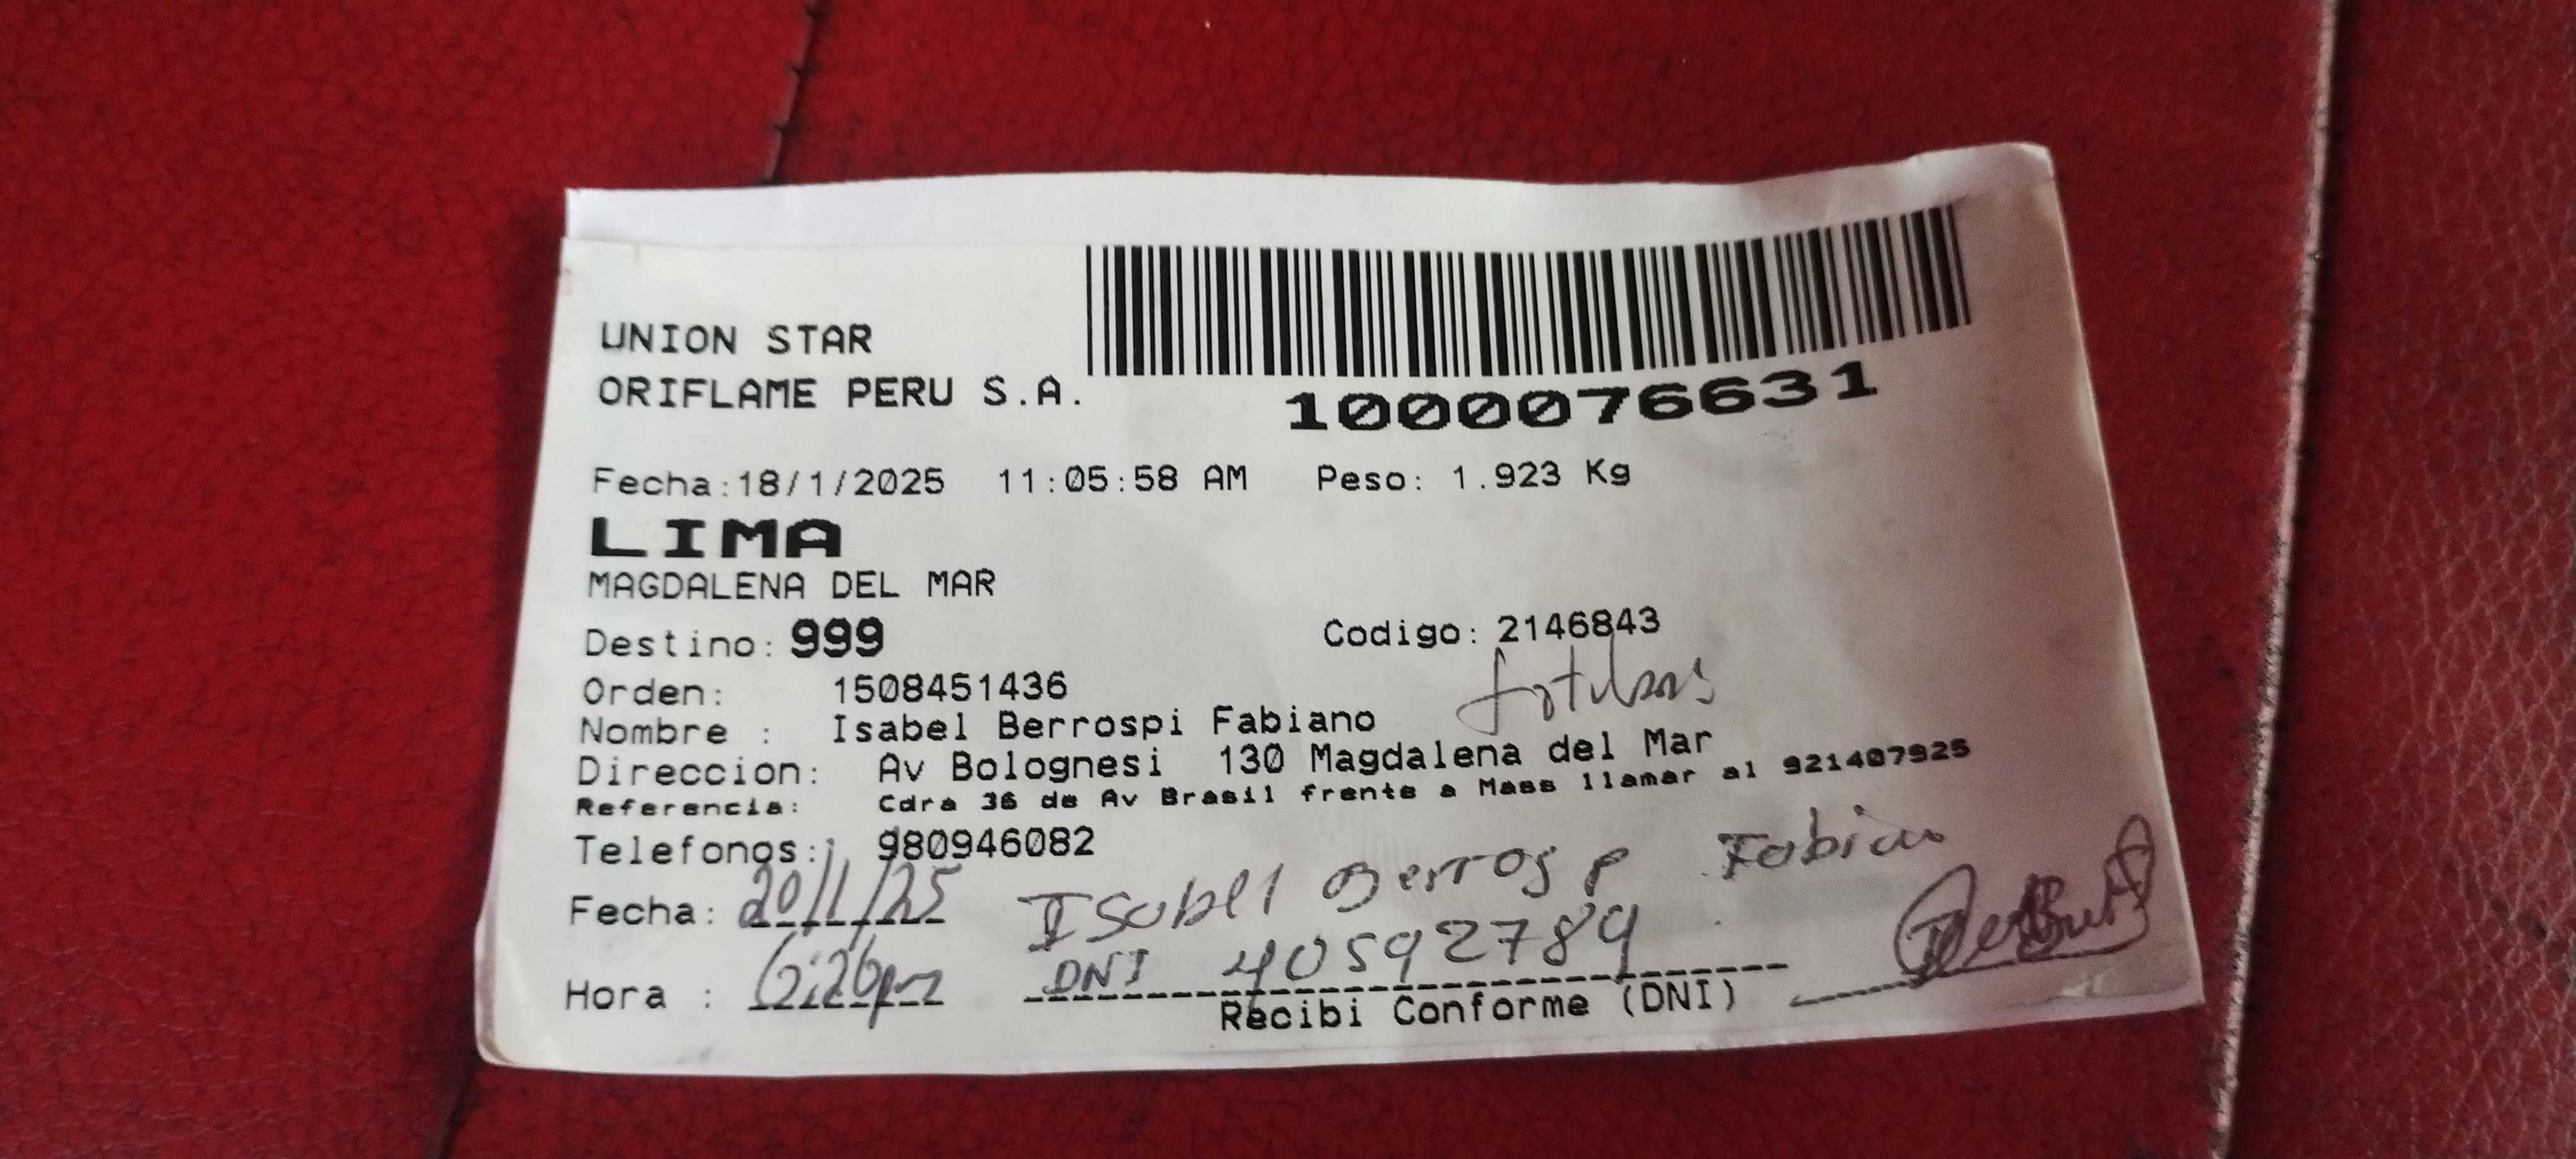 UNION STAR
ORIFLAME PERU S.A.
1000076631
Fecha:18/1/2025 11:05:58 AM Peso: 1.923 Kg
LIMA
MAGDALENA DEL MAR
Destino: 999 Codigo: 2146843
Orden: 1508451436
Nombre : Isabel Berrospi Fabiano
Direccion: Av Bolognesi 130 Magdalena del Mar
Referencia: Cdra 36 de Av Brasil frente a Mass llamar al 921407925
Telefonos: 980946082
Fecha: 20/1/25 Isabel Berrosp Fabian
Hora : DNI 40592789
Recibi Conforme (DNI)